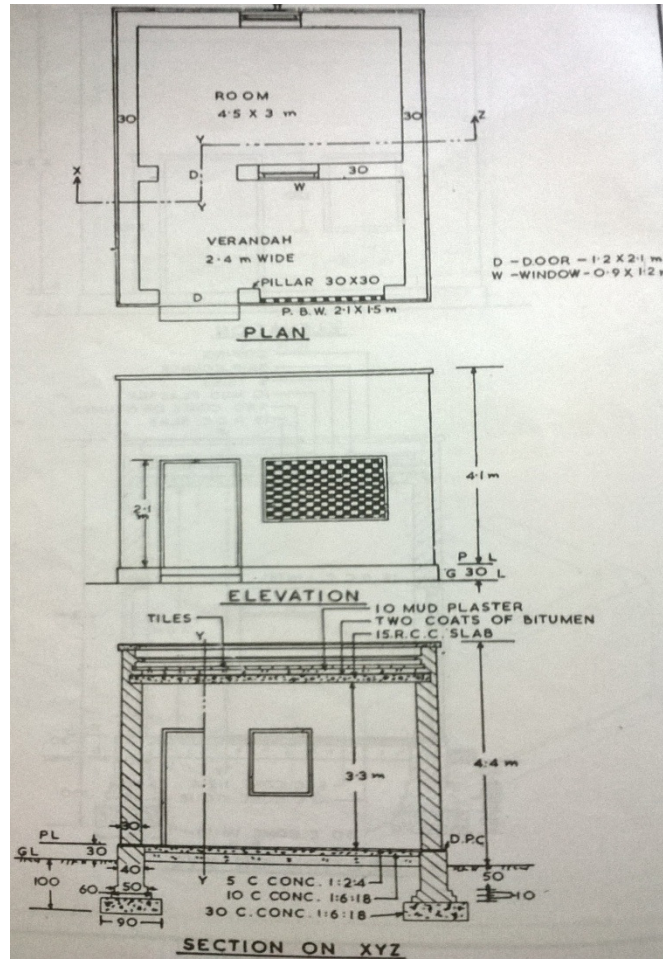 ROOM
4.5 X 3 m
30
30
Y
Z
X
D
30
W
Y
VERANDAH
2.4 m WIDE
D - DOOR - 1.2 X 2.1 m
W - WINDOW - 0.9 X 1.2 m
PILLAR 30X30
D
P. B.W. 2.1 X 1.5 m
PLAN
2.1 m
4.1 m
P L
G 30 L
ELEVATION
10 MUD PLASTER
TILES
Y
TWO COATS OF BITUMEN
15.R.C.C. SLAB
3.3 m
4.4 m
30
PL
D.P.C
30
GL
40
Y
5 C CONC. 1:2:4
50
100
60
50
10 C CONC. 1:6:18
10
30 C.CONC. 1:6:18
90
SECTION ON XYZ